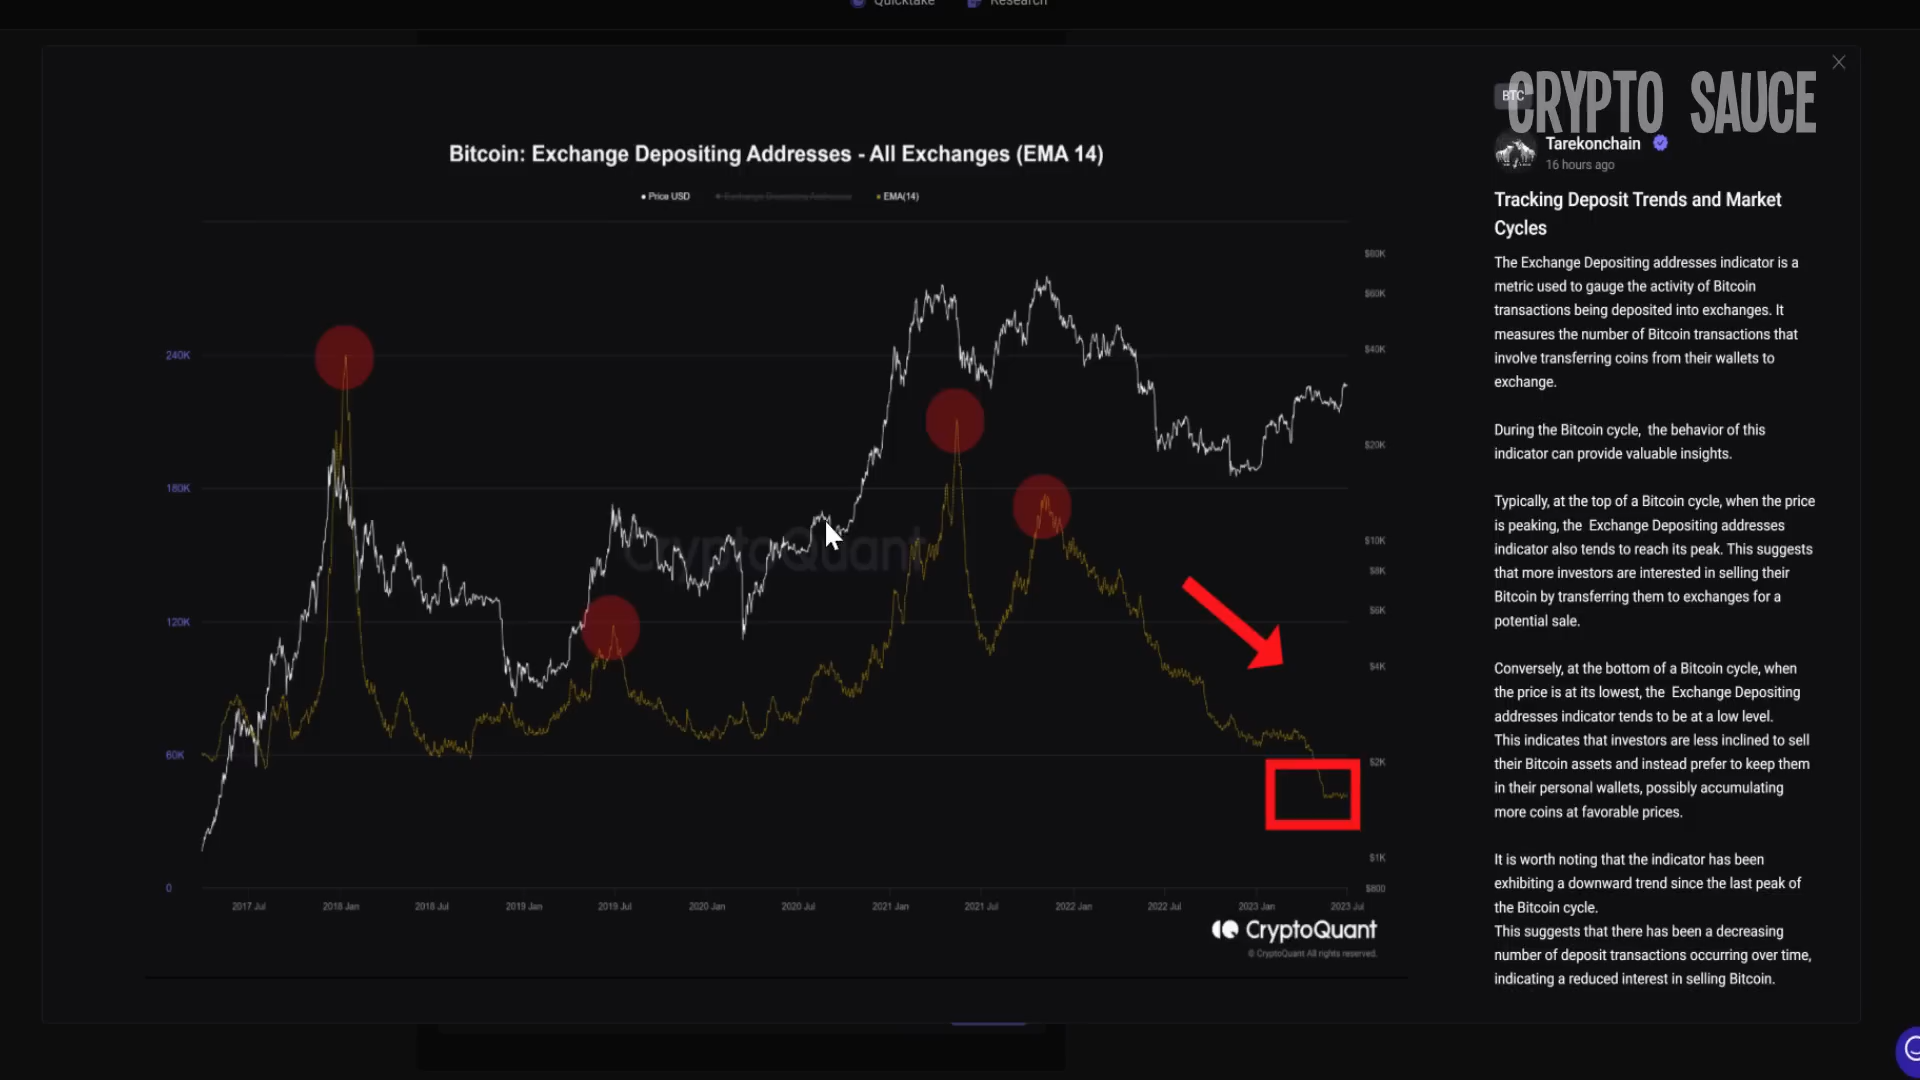 Quicktake Research
CRYPTO SAUCE
BTC
Tarekonchain
16 hours ago
Bitcoin: Exchange Depositing Addresses - All Exchanges (EMA 14)
Price USD Exchange Depositing Addresses EMA(14)
240K
180K
120K
60K
0
$80K
$60K
$40K
$20K
$10K
$8K
$6K
$4K
$2K
$1K
$800
CryptoQuant
2017 Jul 2018 Jan 2018 Jul 2019 Jan 2019 Jul 2020 Jan 2020 Jul 2021 Jan 2021 Jul 2022 Jan 2022 Jul 2023 Jan 2023 Jul
CryptoQuant
© CryptoQuant All rights reserved.
Tracking Deposit Trends and Market
Cycles
The Exchange Depositing addresses indicator is a
metric used to gauge the activity of Bitcoin
transactions being deposited into exchanges. It
measures the number of Bitcoin transactions that
involve transferring coins from their wallets to
exchange.
During the Bitcoin cycle, the behavior of this
indicator can provide valuable insights.
Typically, at the top of a Bitcoin cycle, when the price
is peaking, the Exchange Depositing addresses
indicator also tends to reach its peak. This suggests
that more investors are interested in selling their
Bitcoin by transferring them to exchanges for a
potential sale.
Conversely, at the bottom of a Bitcoin cycle, when
the price is at its lowest, the Exchange Depositing
addresses indicator tends to be at a low level.
This indicates that investors are less inclined to sell
their Bitcoin assets and instead prefer to keep them
in their personal wallets, possibly accumulating
more coins at favorable prices.
It is worth noting that the indicator has been
exhibiting a downward trend since the last peak of
the Bitcoin cycle.
This suggests that there has been a decreasing
number of deposit transactions occurring over time,
indicating a reduced interest in selling Bitcoin.